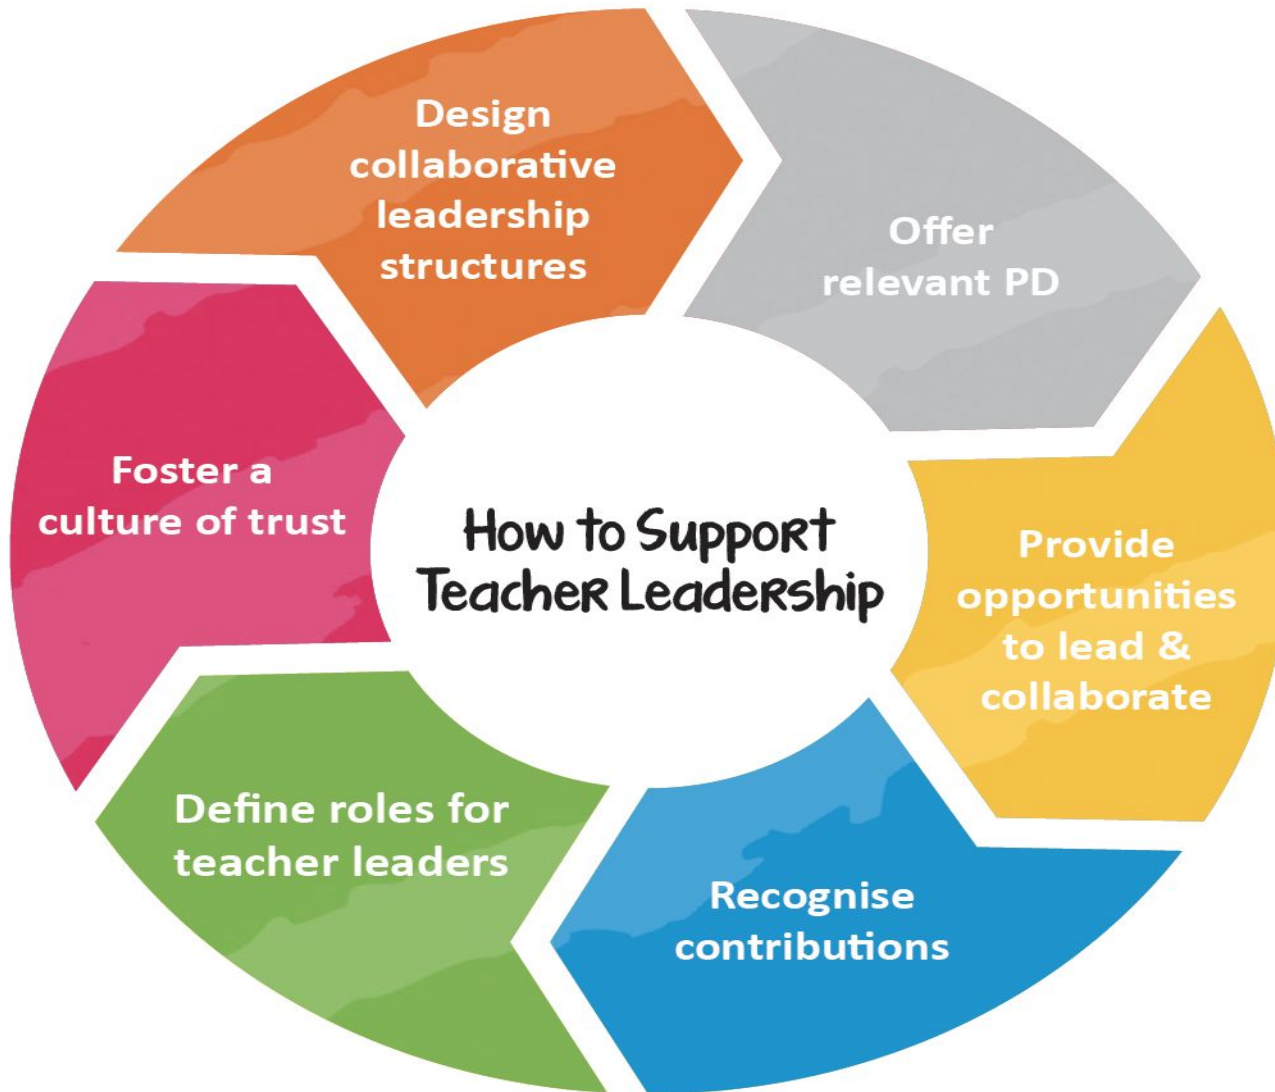 Design
collaborative
leadership
structures
Offer
relevant PD
Provide
opportunities
to lead &
collaborate
Recognise
contributions
Define roles for
teacher leaders
Foster a
culture of trust
How to Support
Teacher Leadership